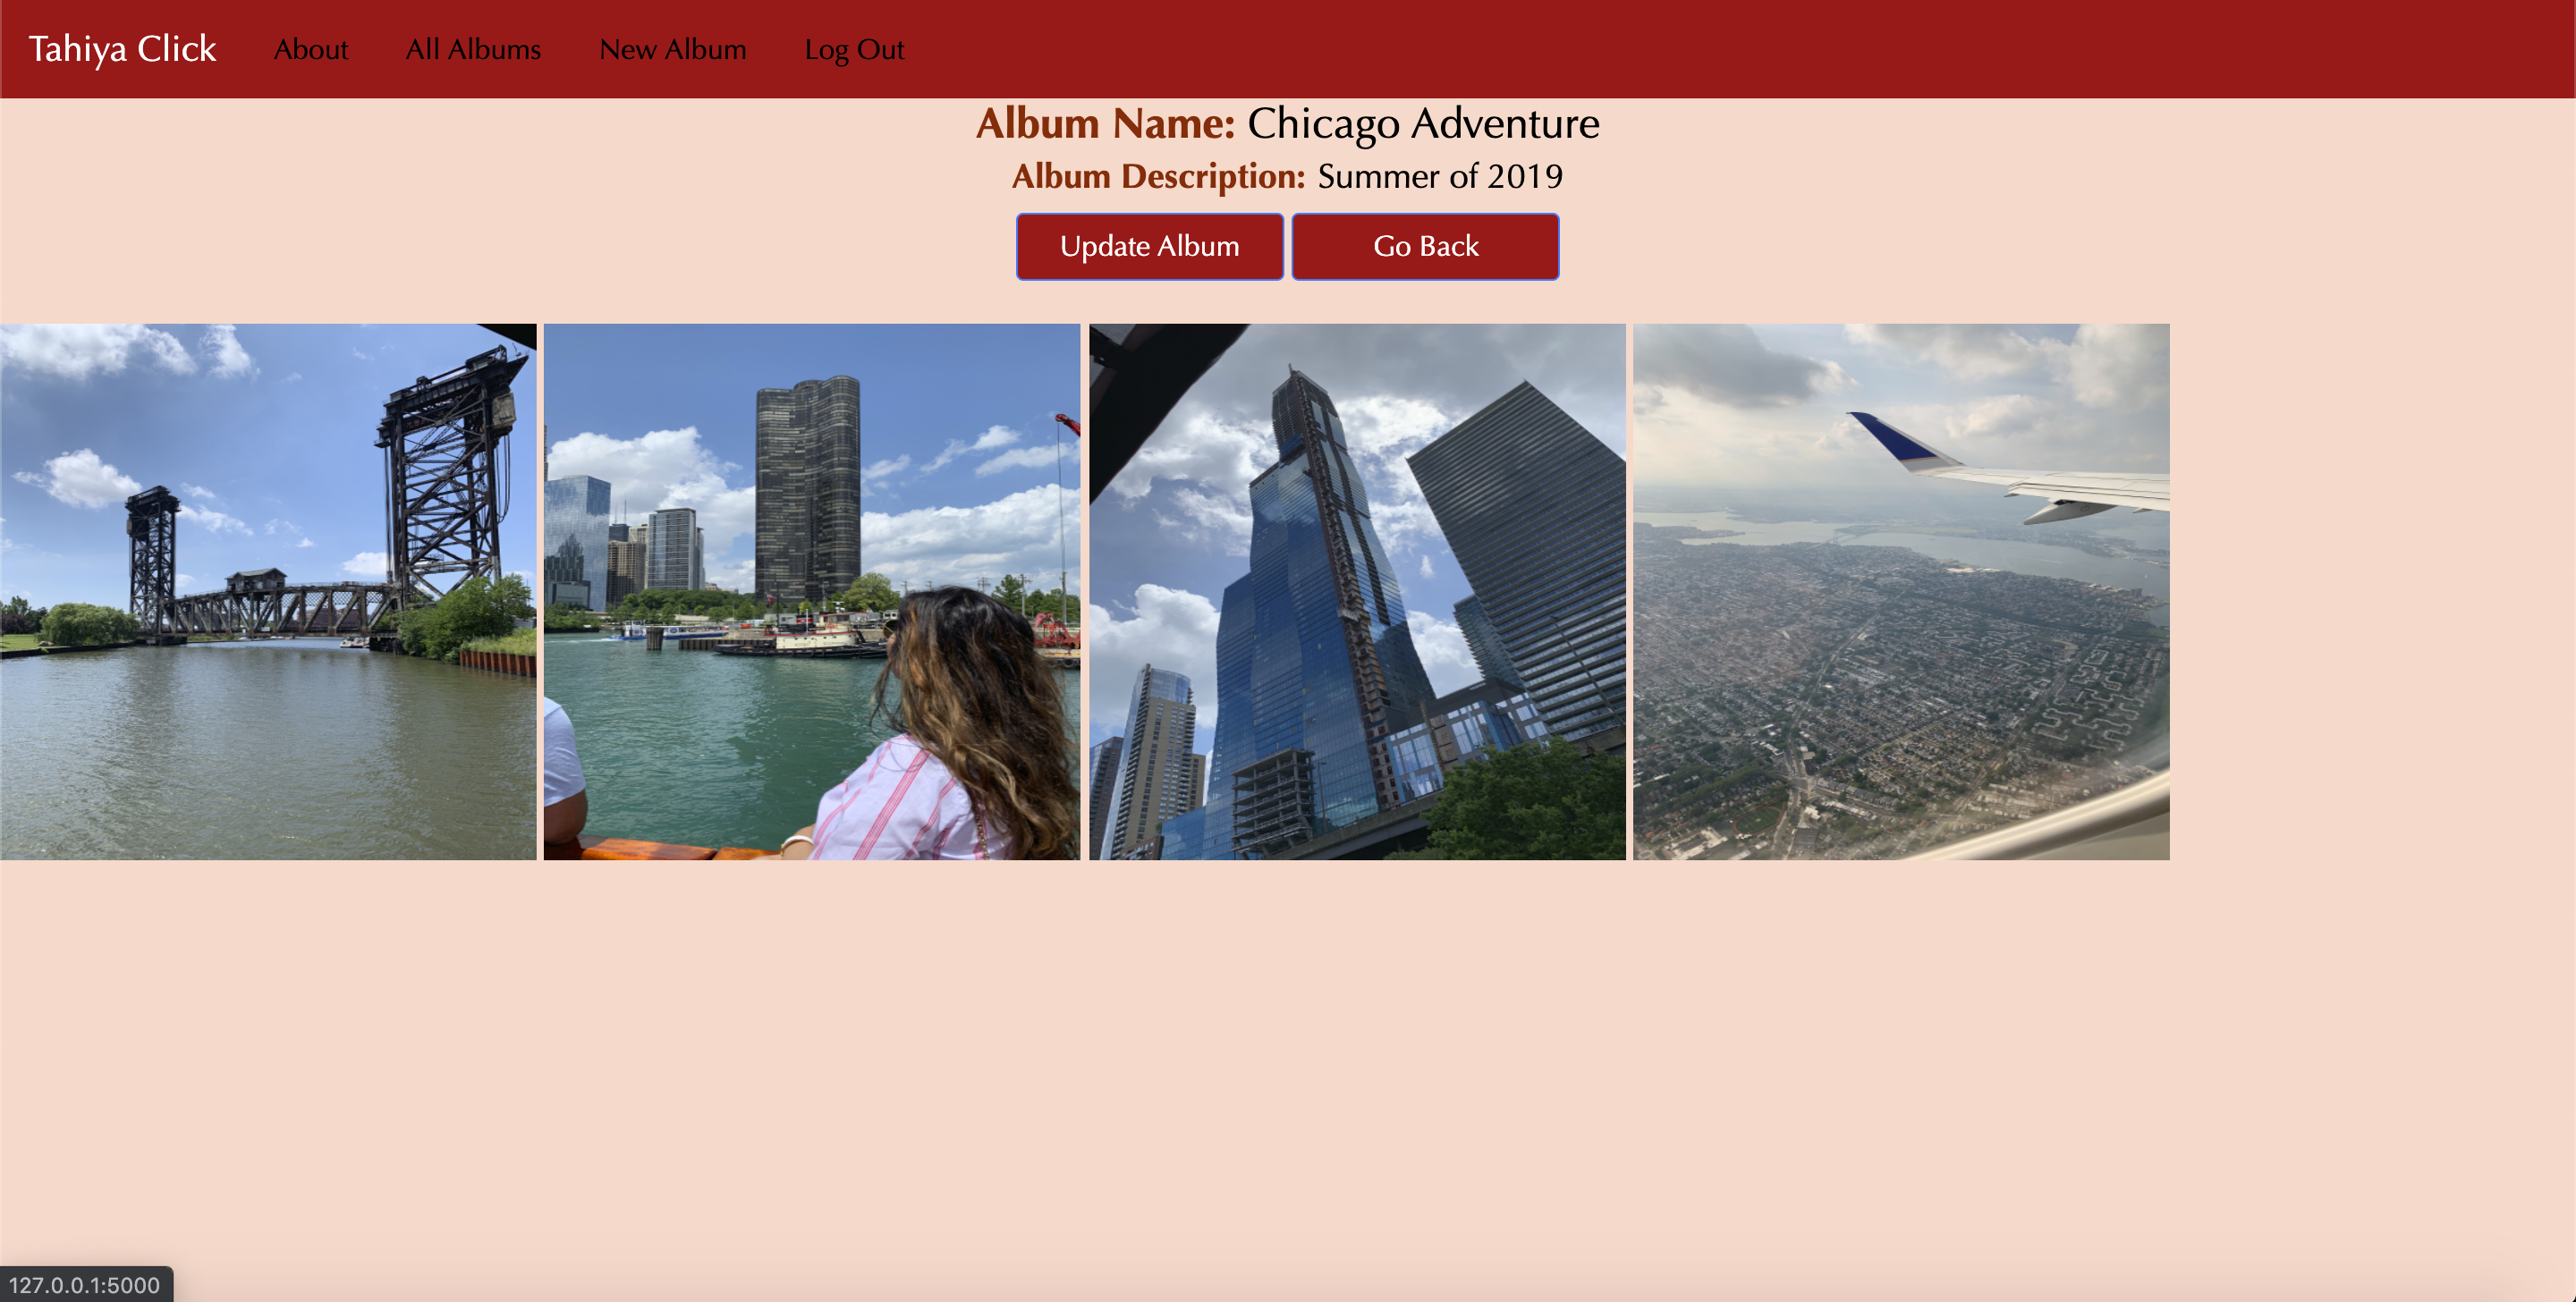 Tahiya Click About All Albums New Album Log Out
Album Name: Chicago Adventure
Album Description: Summer of 2019
Update Album Go Back
127.0.0.1:5000